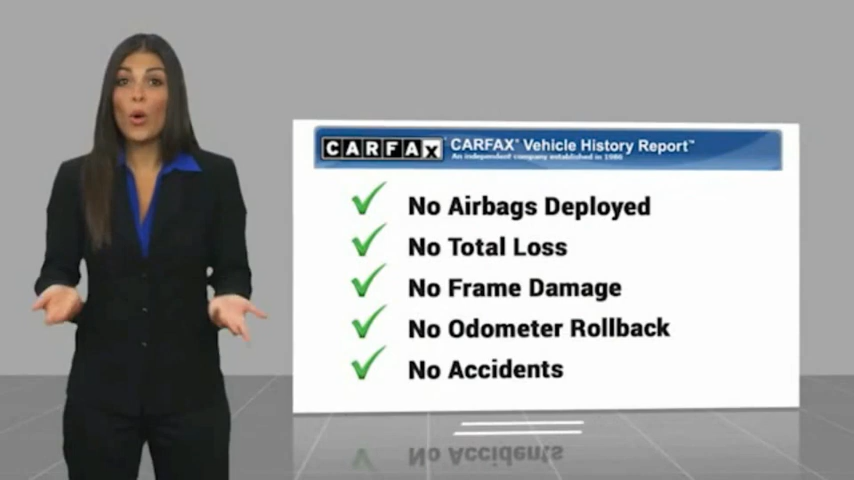 CARFAX CARFAX® Vehicle History Report™
An independent company established in 1986
No Airbags Deployed
No Total Loss
No Frame Damage
No Odometer Rollback
No Accidents
No Accidents